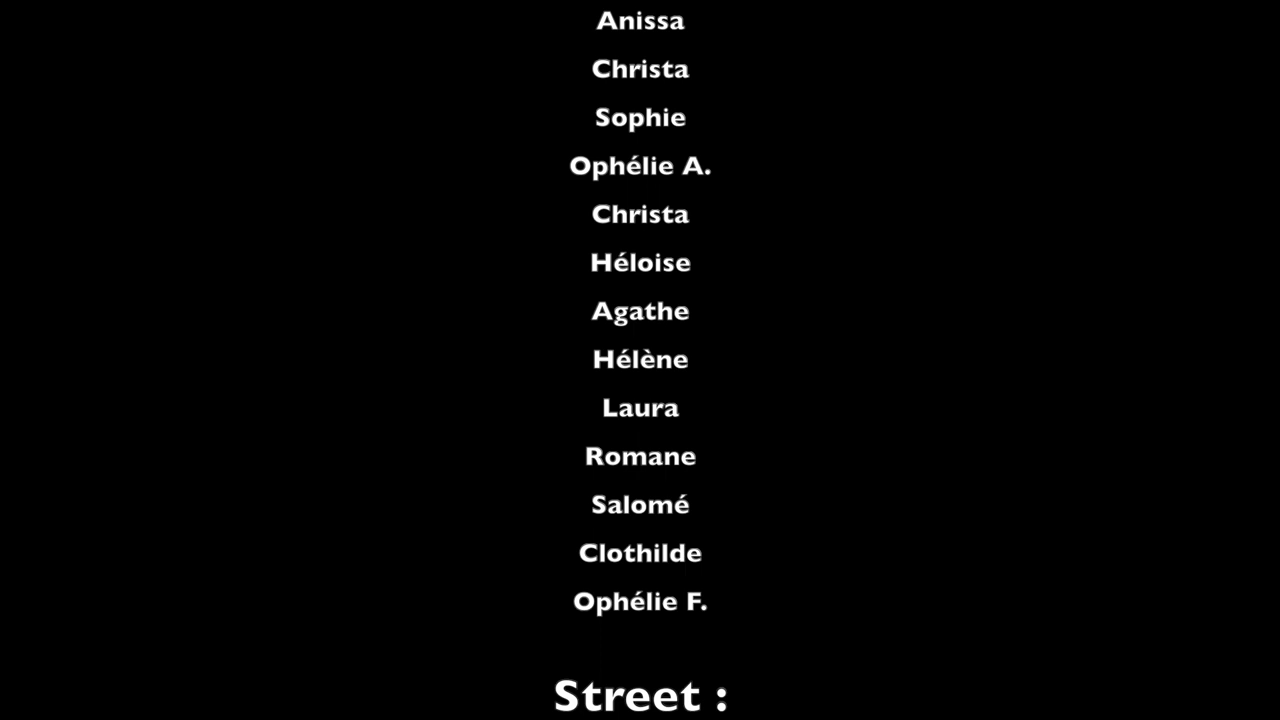 Anissa
Christa
Sophie
Ophélie A.
Christa
Héloise
Agathe
Hélène
Laura
Romane
Salomé
Clothilde
Ophélie F.
Street :